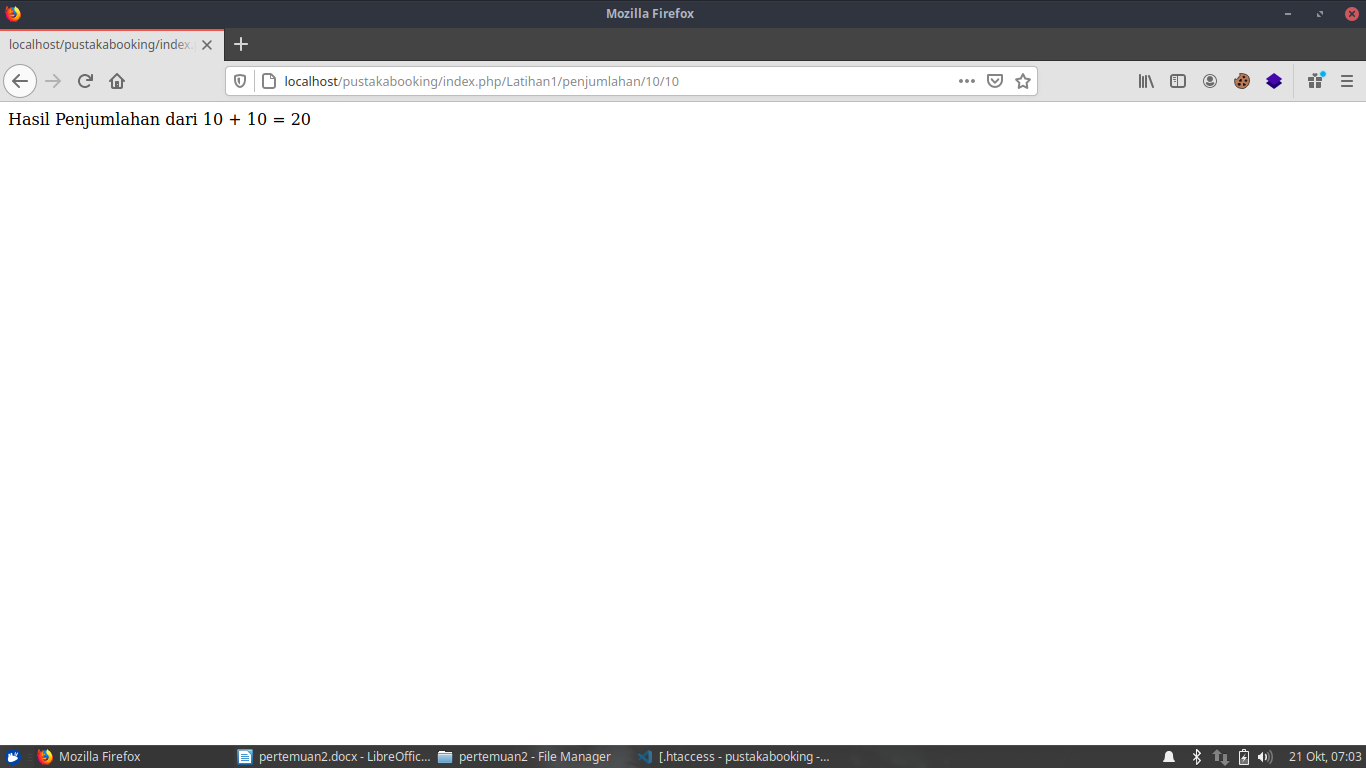 Mozilla Firefox
localhost/pustakabooking/index.
localhost/pustakabooking/index.php/Latihan1/penjumlahan/10/10
Hasil Penjumlahan dari 10 + 10 = 20
Mozilla Firefox
pertemuan2.docx - LibreOffic...
pertemuan2 - File Manager
[.htaccess - pustakabooking -...
21 Okt, 07:03